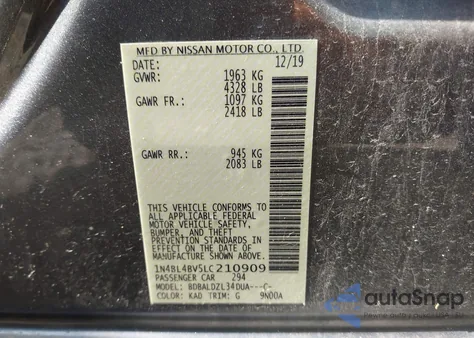 MFD BY NISSAN MOTOR CO., LTD.
DATE: 12/19
GVWR: 1963 KG
4328 LB
GAWR FR: 1097 KG
2418 LB
GAWR RR: 945 KG
2083 LB
THIS VEHICLE CONFORMS TO
ALL APPLICABLE FEDERAL
MOTOR VEHICLE SAFETY,
BUMPER, AND THEFT
PREVENTION STANDARDS IN
EFFECT ON THE DATE OF
MANUFACTURE SHOWN ABOVE.
1N4BL4BV5LC210909
PASSENGER CAR 294
MODEL: BDBALDZL34DUA---C-
COLOR: KAD TRIM: G 9N00A
autoSnap